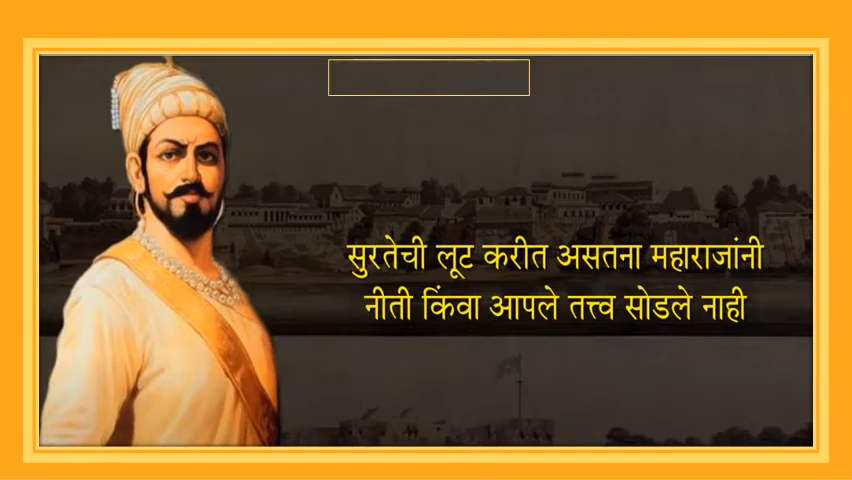 सुरतेची लूट करीत असतना महाराजांनी
नीती किंवा आपले तत्त्व सोडले नाही